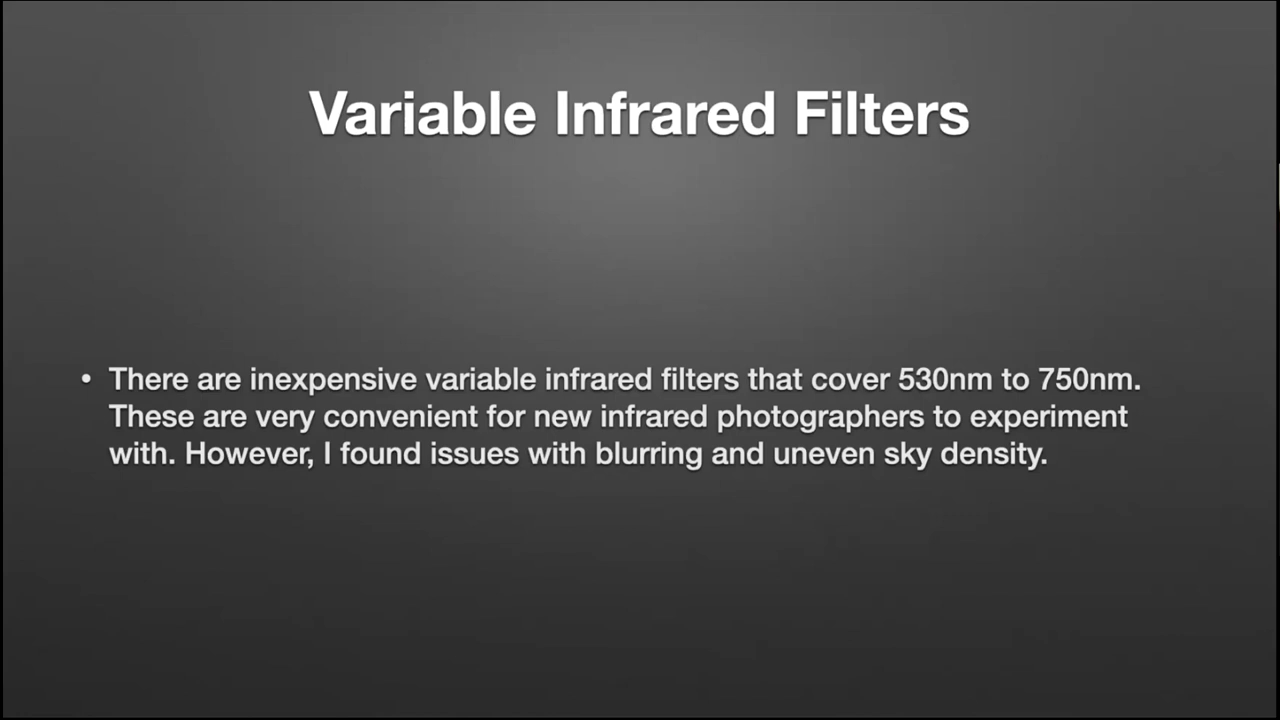 Variable Infrared Filters
• There are inexpensive variable infrared filters that cover 530nm to 750nm.
These are very convenient for new infrared photographers to experiment
with. However, I found issues with blurring and uneven sky density.